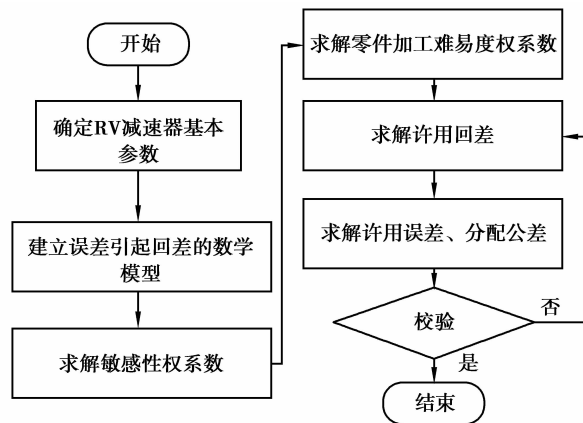 开始
确定RV减速器基本
参数
建立误差引起回差的数学
模型
求解敏感性权系数
求解零件加工难易度权系数
求解许用回差
求解许用误差、分配公差
校验
否
是
结束